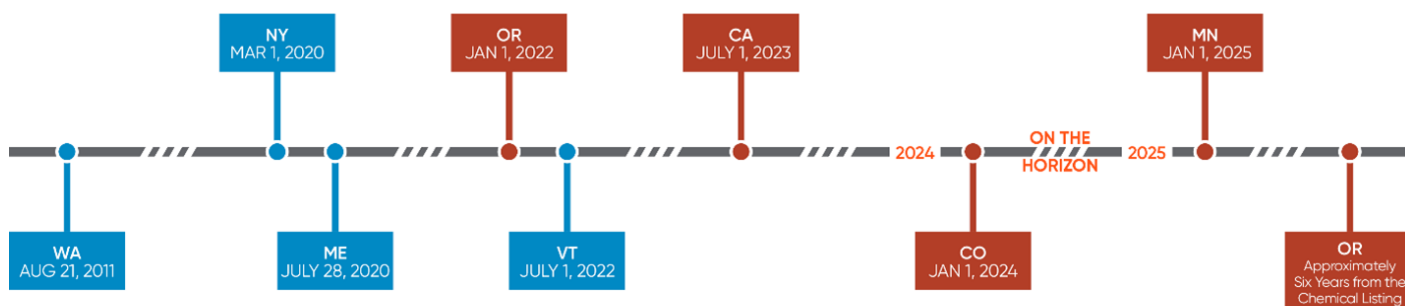 NY
MAR 1, 2020
OR
JAN 1, 2022
CA
JULY 1, 2023
MN
JAN 1, 2025
2024
ON THE
HORIZON
2025
WA
AUG 21, 2011
ME
JULY 28, 2020
VT
JULY 1, 2022
CO
JAN 1, 2024
OR
Approximately
Six Years from the
Chemical Listing